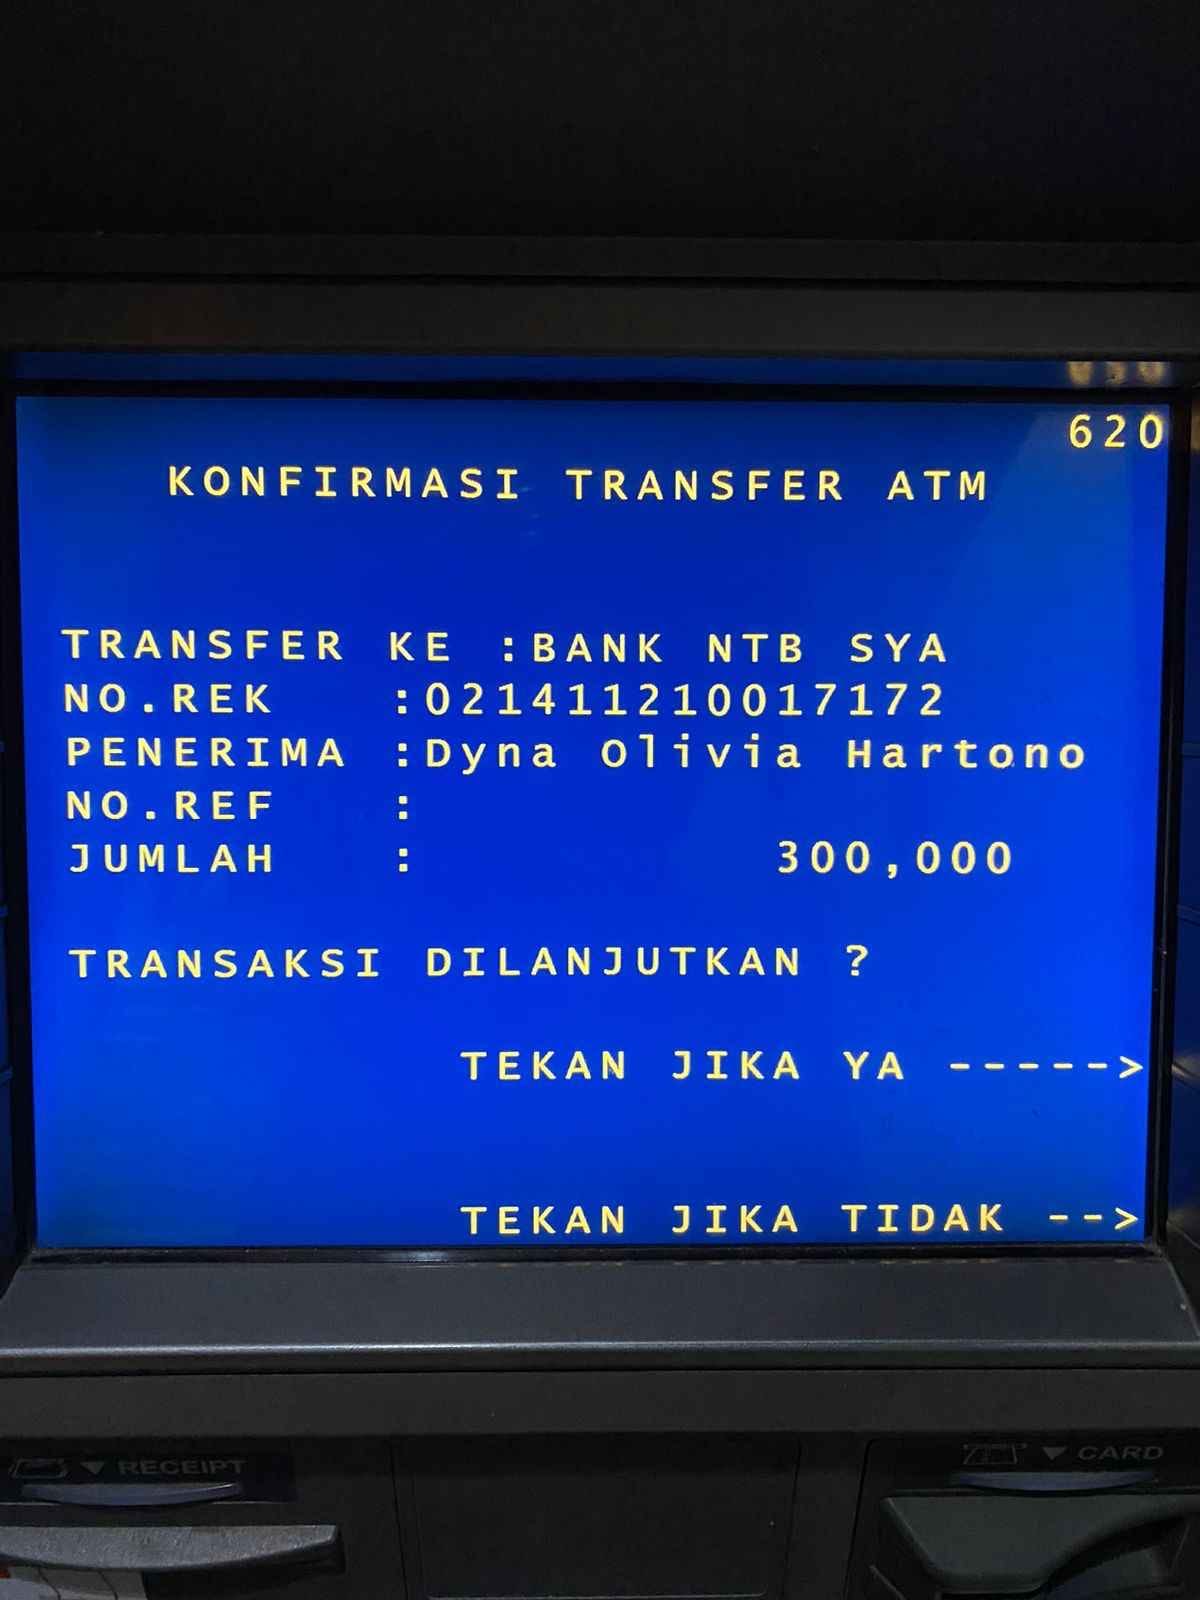 620
KONFIRMASI TRANSFER ATM
TRANSFER KE :BANK NTB SYA
NO.REK :021411210017172
PENERIMA :Dyna Olivia Hartono
NO.REF :
JUMLAH : 300,000
TRANSAKSI DILANJUTKAN ?
TEKAN JIKA YA ----->
TEKAN JIKA TIDAK -->
RECEIPT
CARD